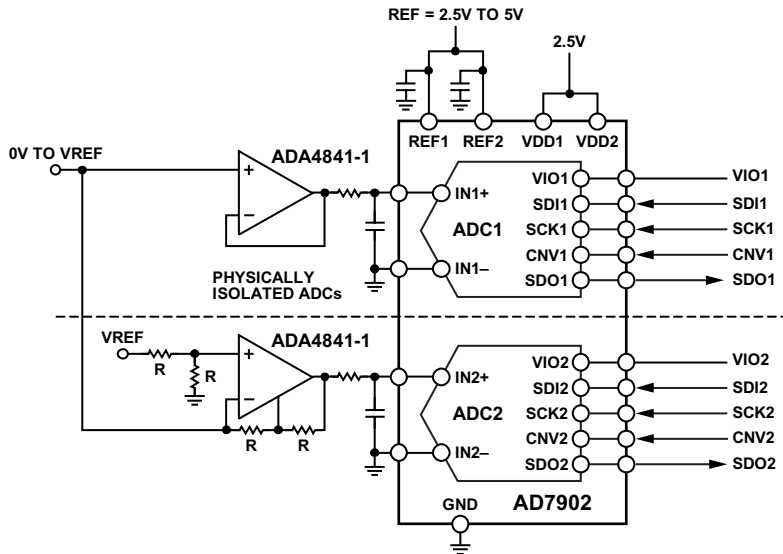 REF = 2.5V TO 5V
2.5V
REF1 REF2 VDD1 VDD2
0V TO VREF
ADA4841-1
+
−
IN1+
ADC1
IN1–
VIO1
SDI1
SCK1
CNV1
SDO1
VIO1
SDI1
SCK1
CNV1
SDO1
PHYSICALLY
ISOLATED ADCs
VREF
R
R
ADA4841-1
+
−
R
R
IN2+
ADC2
IN2–
VIO2
SDI2
SCK2
CNV2
SDO2
VIO2
SDI2
SCK2
CNV2
SDO2
GND
AD7902